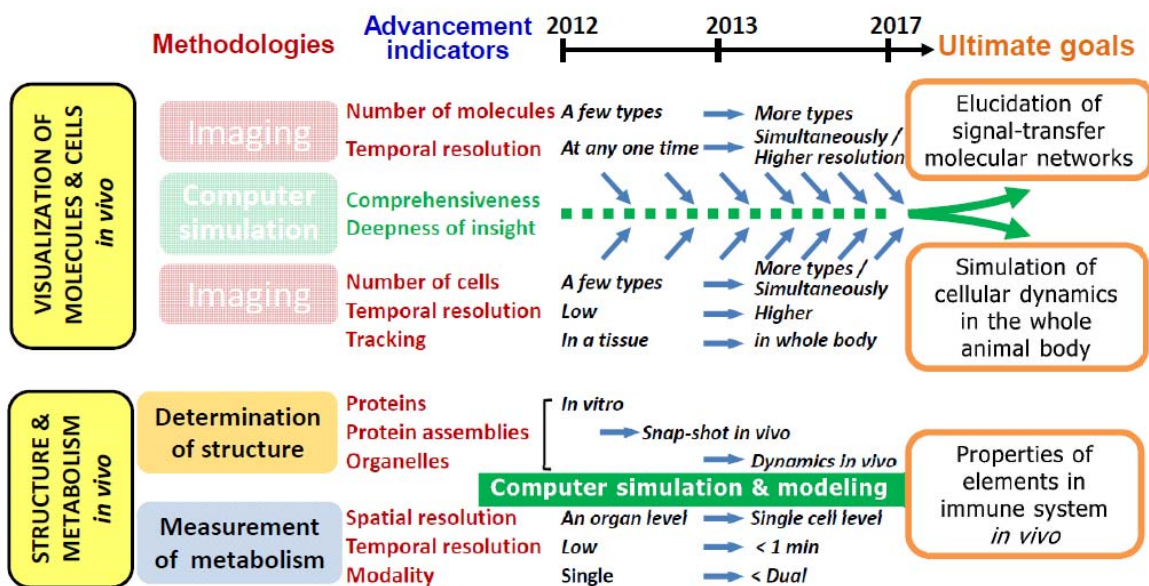 Methodologies
Advancement
indicators
2012
2013
2017
Ultimate goals
VISUALIZATION OF
MOLECULES & CELLS
in vivo
Imaging
Number of molecules
A few types
More types
Temporal resolution
At any one time
Simultaneously /
Higher resolution
Computer
simulation
Comprehensiveness
Deepness of insight
Imaging
Number of cells
A few types
More types /
Simultaneously
Temporal resolution
Low
Higher
Tracking
In a tissue
in whole body
Elucidation of
signal-transfer
molecular networks
Simulation of
cellular dynamics
in the whole
animal body
STRUCTURE &
METABOLISM
in vivo
Determination
of structure
Proteins
In vitro
Protein assemblies
Snap-shot in vivo
Organelles
Dynamics in vivo
Computer simulation & modeling
Measurement
of metabolism
Spatial resolution
An organ level
Single cell level
Temporal resolution
Low
< 1 min
Modality
Single
< Dual
Properties of
elements in
immune system
in vivo